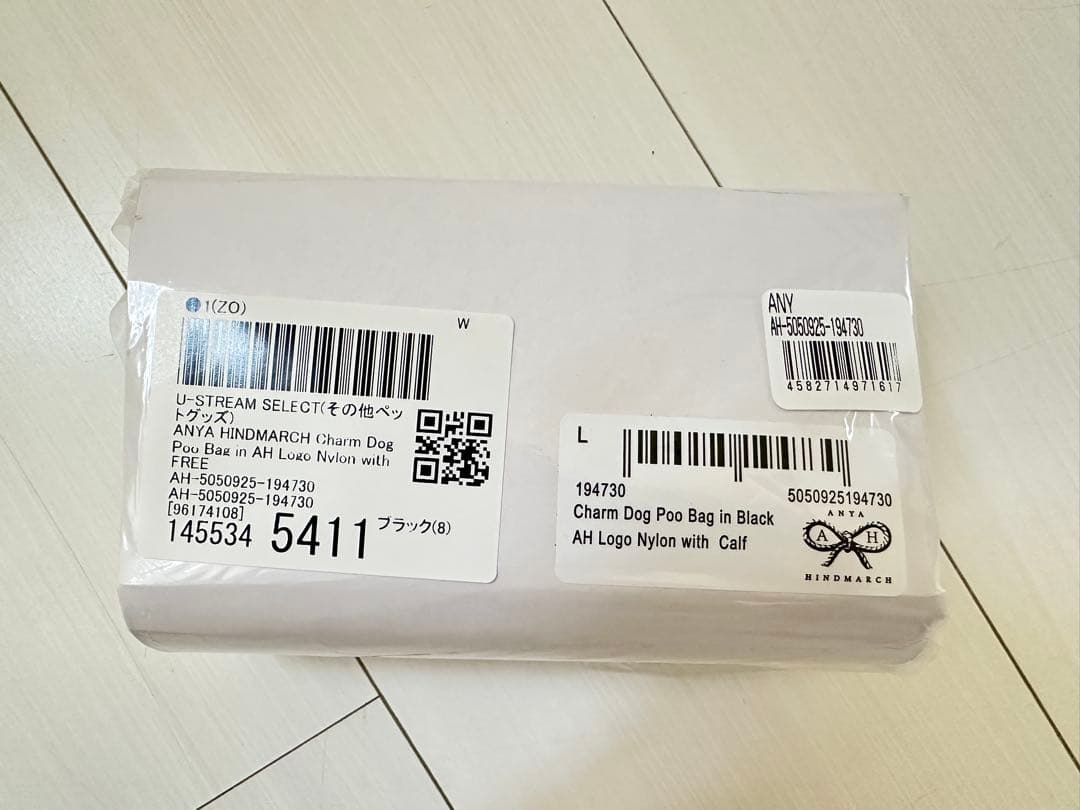 1(ZO)
W
U-STREAM SELECT(その他ペッ
トグッズ)
ANYA HINDMARCH Charm Dog
Poo Bag in AH Logo Nylon with
FREE
AH-5050925-194730
AH-5050925-194730
[96174108]
145534 5411 ブラック(8)
ANY
AH-5050925-194730
4582714971617
L
194730 5050925194730
Charm Dog Poo Bag in Black
AH Logo Nylon with Calf
ANYA
A H
HINDMARCH